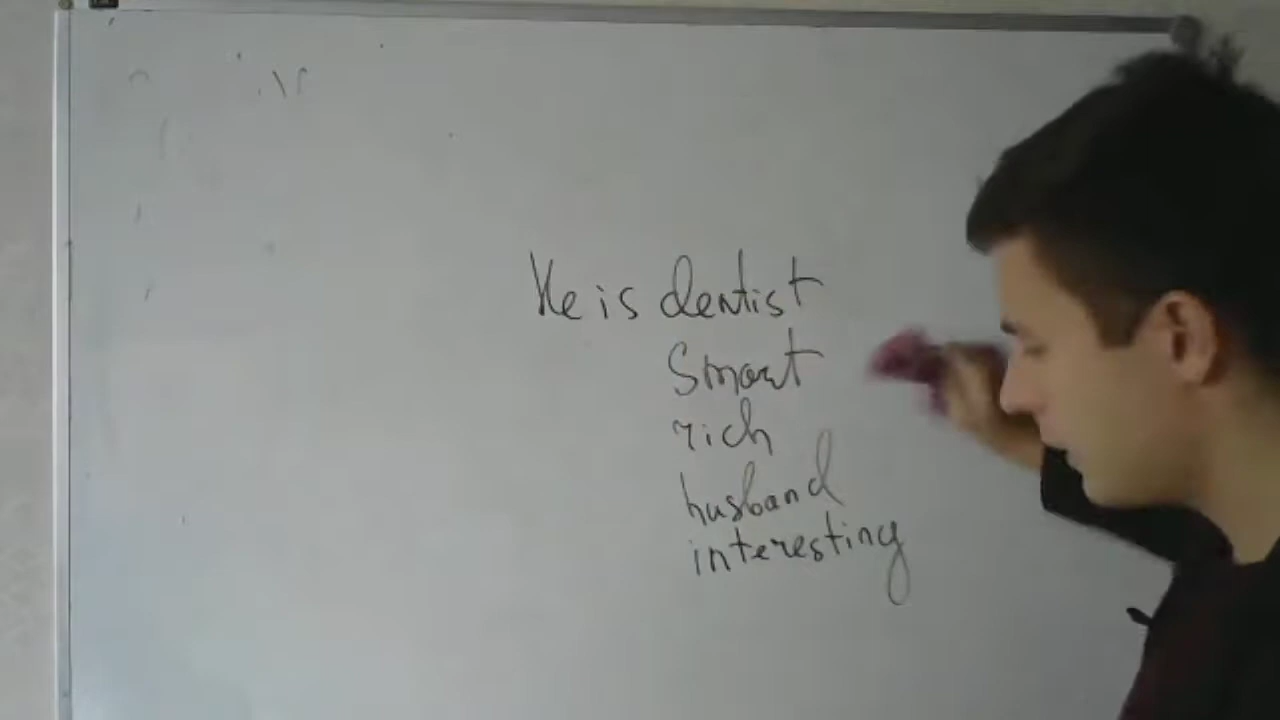 He is dentist
Smart
rich
husband
interesting